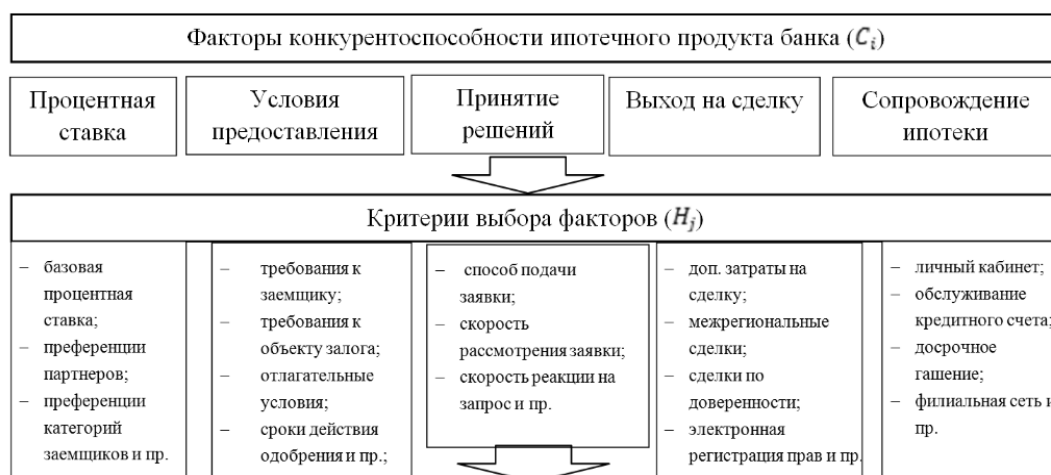 Факторы конкурентоспособности ипотечного продукта банка (C_i)
Процентная
ставка
Условия
предоставления
Принятие
решений
Выход на сделку
Сопровождение
ипотеки
Критерии выбора факторов (H_j)
– базовая
процентная
ставка;
– преференции
партнеров;
– преференции
категорий
заемщиков и пр.
– требования к
заемщику;
– требования к
объекту залога;
– отлагательные
условия;
– сроки действия
одобрения и пр.;
– способ подачи
заявки;
– скорость
рассмотрения заявки;
– скорость реакции на
запрос и пр.
– доп. затраты на
сделку;
– межрегиональные
сделки;
– сделки по
доверенности;
– электронная
регистрация прав и пр.
– личный кабинет;
– обслуживание
кредитного счета;
– досрочное
гашение;
– филиальная сеть и
пр.